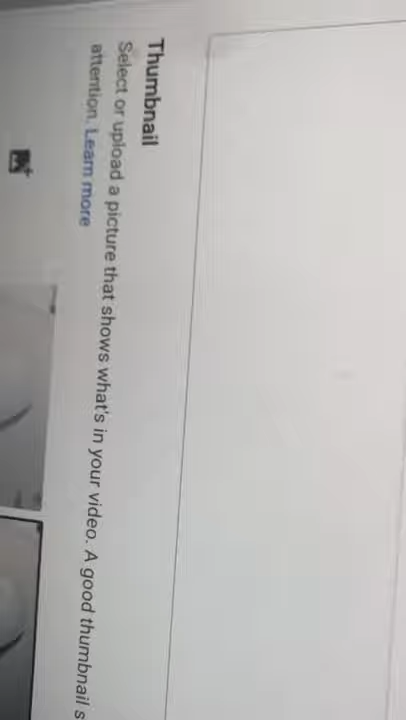 Thumbnail
Select or upload a picture that shows what's in your video. A good thumbnail s
attention. Learn more